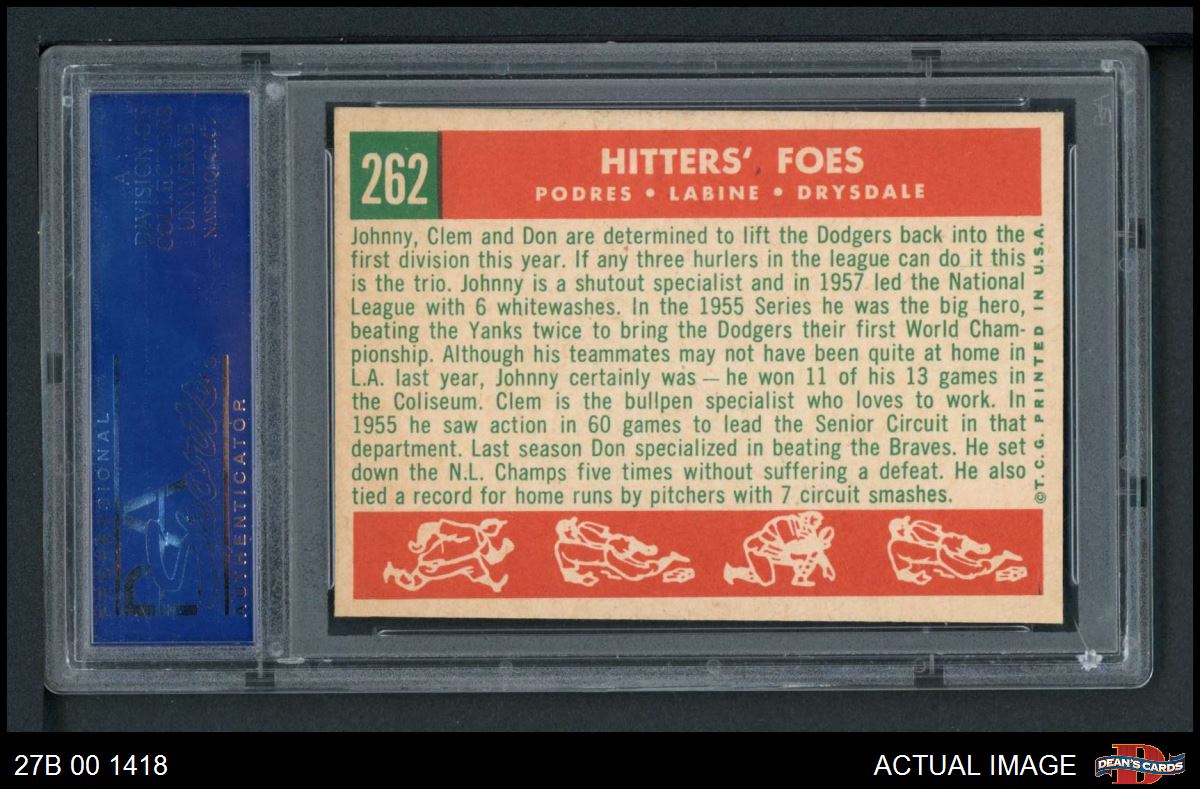 A
DIVISION OF
COLLECTORS
UNIVERSE
NASDAQ:CLCT
PROFESSIONAL
PSA
AUTHENTICATOR
262
HITTERS', FOES
PODRES • LABINE • DRYSDALE
Johnny, Clem and Don are determined to lift the Dodgers back into the
first division this year. If any three hurlers in the league can do it this
is the trio. Johnny is a shutout specialist and in 1957 led the National
League with 6 whitewashes. In the 1955 Series he was the big hero,
beating the Yanks twice to bring the Dodgers their first World Cham-
pionship. Although his teammates may not have been quite at home in
L.A. last year, Johnny certainly was — he won 11 of his 13 games in
the Coliseum. Clem is the bullpen specialist who loves to work. In
1955 he saw action in 60 games to lead the Senior Circuit in that
department. Last season Don specialized in beating the Braves. He set
down the N.L. Champs five times without suffering a defeat. He also
tied a record for home runs by pitchers with 7 circuit smashes.
©T.C.G. PRINTED IN U.S.A.
27B 00 1418
ACTUAL IMAGE
D
DEAN'S CARDS